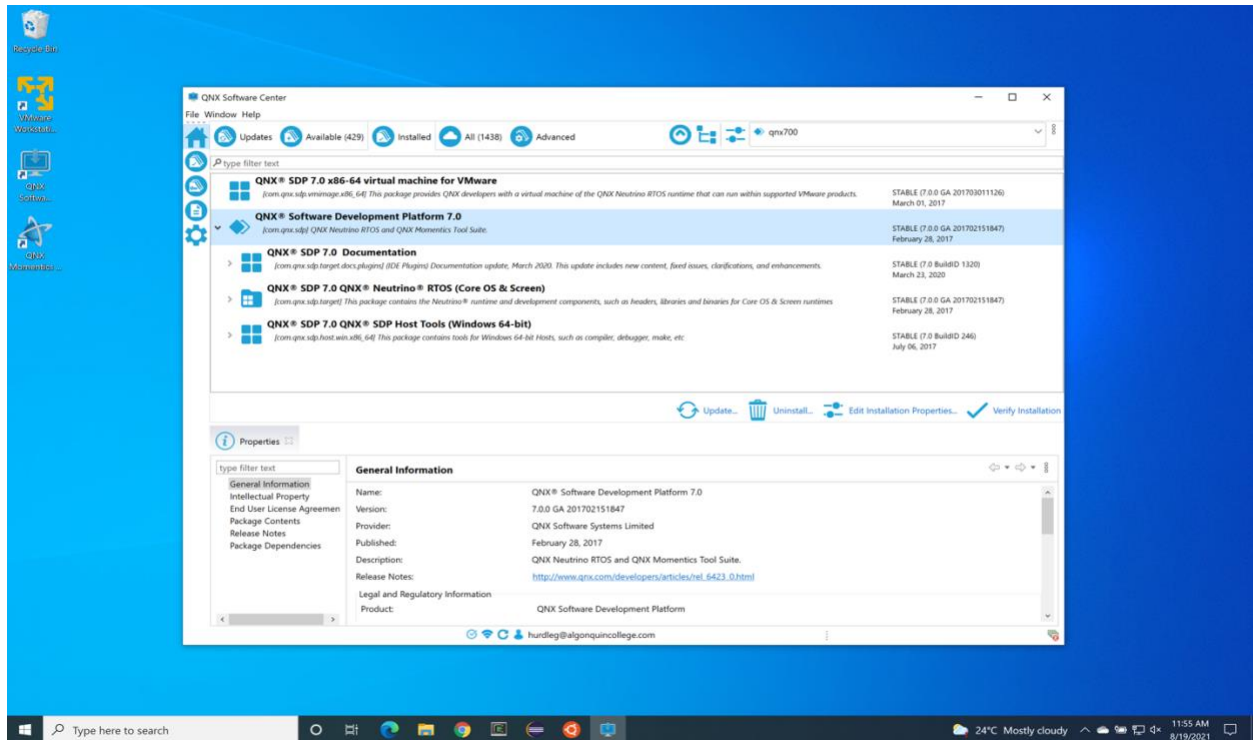 Recycle Bin
VMware
Workstati...
QNX
Softwa...
QNX
Momentics ...
QNX Software Center
File Window Help
Updates Available (429) Installed All (1438) Advanced qnx700
type filter text
QNX® SDP 7.0 x86-64 virtual machine for VMware
[com.qnx.sdp.vmimage.x86_64] This package provides QNX developers with a virtual machine of the QNX Neutrino RTOS runtime that can run within supported VMware products.
STABLE (7.0.0 GA 201703011126)
March 01, 2017
QNX® Software Development Platform 7.0
[com.qnx.sdp] QNX Neutrino RTOS and QNX Momentics Tool Suite.
STABLE (7.0.0 GA 201702151847)
February 28, 2017
QNX® SDP 7.0 Documentation
[com.qnx.sdp.target.docs.plugins] (IDE Plugins) Documentation update, March 2020. This update includes new content, fixed issues, clarifications, and enhancements.
STABLE (7.0 BuildID 1320)
March 23, 2020
QNX® SDP 7.0 QNX® Neutrino® RTOS (Core OS & Screen)
[com.qnx.sdp.target] This package contains the Neutrino® runtime and development components, such as headers, libraries and binaries for Core OS & Screen runtimes
STABLE (7.0.0 GA 201702151847)
February 28, 2017
QNX® SDP 7.0 QNX® SDP Host Tools (Windows 64-bit)
[com.qnx.sdp.host.win.x86_64] This package contains tools for Windows 64-bit Hosts, such as compiler, debugger, make, etc
STABLE (7.0 BuildID 246)
July 06, 2017
Update... Uninstall... Edit Installation Properties... Verify Installation
Properties
type filter text
General Information
Intellectual Property
End User License Agreemen
Package Contents
Release Notes
Package Dependencies
General Information
Name: QNX® Software Development Platform 7.0
Version: 7.0.0 GA 201702151847
Provider: QNX Software Systems Limited
Published: February 28, 2017
Description: QNX Neutrino RTOS and QNX Momentics Tool Suite.
Release Notes: http://www.qnx.com/developers/articles/rel_6423_0.html
Legal and Regulatory Information
Product: QNX Software Development Platform
hurdleg@algonquincollege.com
Type here to search
24°C Mostly cloudy
11:55 AM
8/19/2021